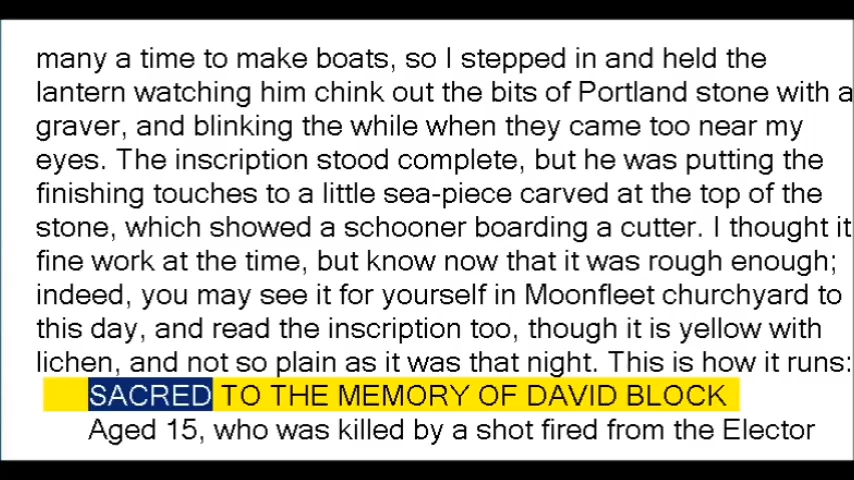 many a time to make boats, so I stepped in and held the
lantern watching him chink out the bits of Portland stone with a
graver, and blinking the while when they came too near my
eyes. The inscription stood complete, but he was putting the
finishing touches to a little sea-piece carved at the top of the
stone, which showed a schooner boarding a cutter. I thought it
fine work at the time, but know now that it was rough enough;
indeed, you may see it for yourself in Moonfleet churchyard to
this day, and read the inscription too, though it is yellow with
lichen, and not so plain as it was that night. This is how it runs:
SACRED TO THE MEMORY OF DAVID BLOCK
Aged 15, who was killed by a shot fired from the Elector